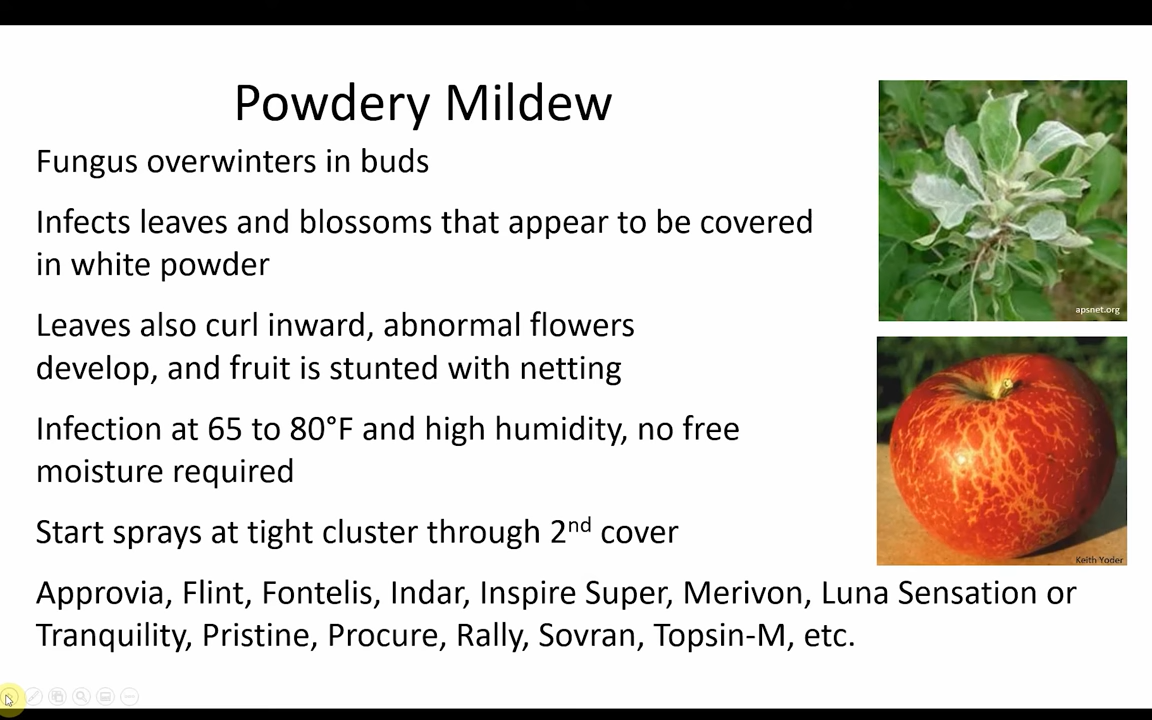 Powdery Mildew
Fungus overwinters in buds
Infects leaves and blossoms that appear to be covered
in white powder
Leaves also curl inward, abnormal flowers
develop, and fruit is stunted with netting
Infection at 65 to 80°F and high humidity, no free
moisture required
Start sprays at tight cluster through 2nd cover
Approvia, Flint, Fontelis, Indar, Inspire Super, Merivon, Luna Sensation or
Tranquility, Pristine, Procure, Rally, Sovran, Topsin-M, etc.
apsnet.org
Keith Yoder